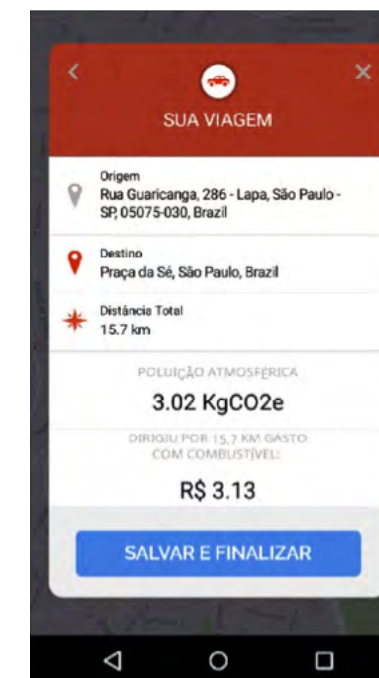 SUA VIAGEM
Origem
Rua Guaricanga, 286 - Lapa, São Paulo -
SP, 05075-030, Brazil
Destino
Praça da Sé, São Paulo, Brazil
Distância Total
15.7 km
POLUIÇÃO ATMOSFÉRICA
3.02 KgCO2e
DIRIGIU POR 15.7 KM GASTO
COM COMBUSTÍVEL:
R$ 3.13
SALVAR E FINALIZAR